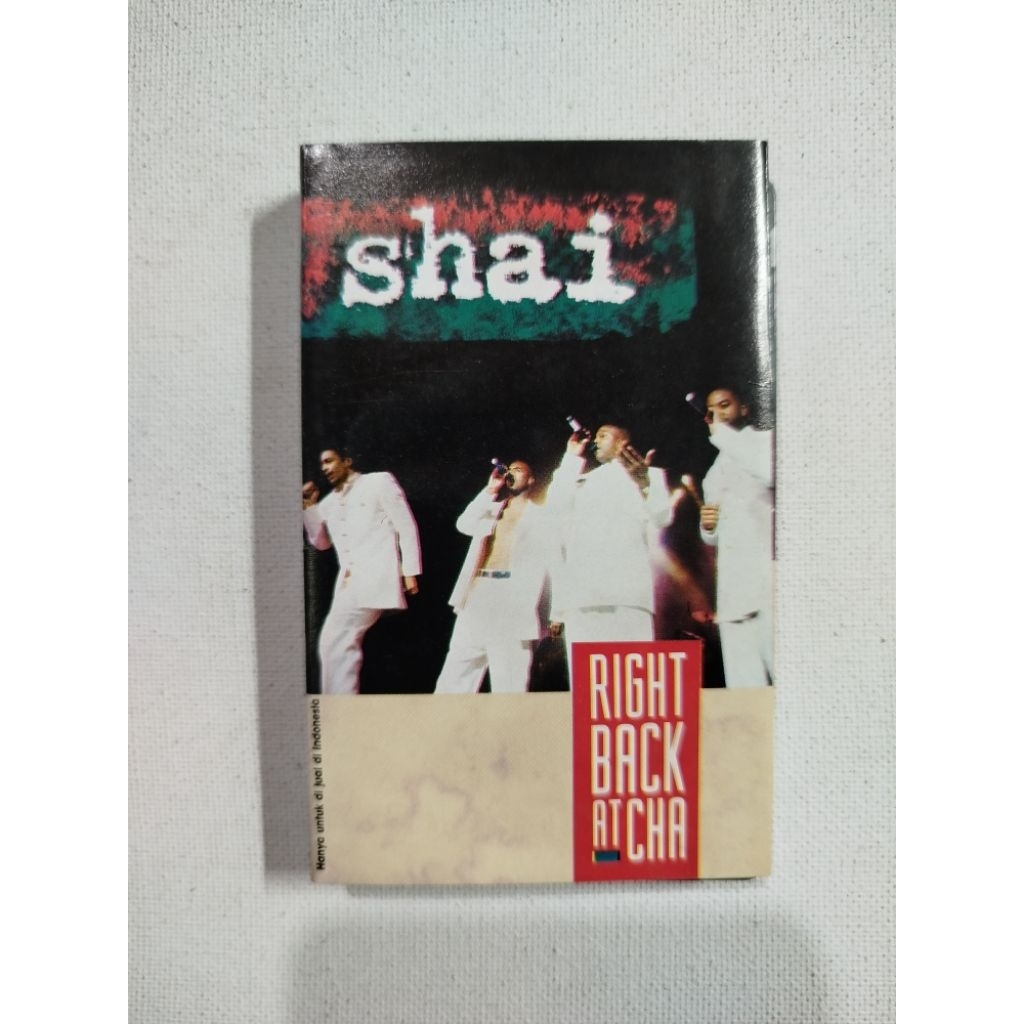 shai
RIGHT
BACK
AT CHA
Hanya untuk di jual di Indonesia